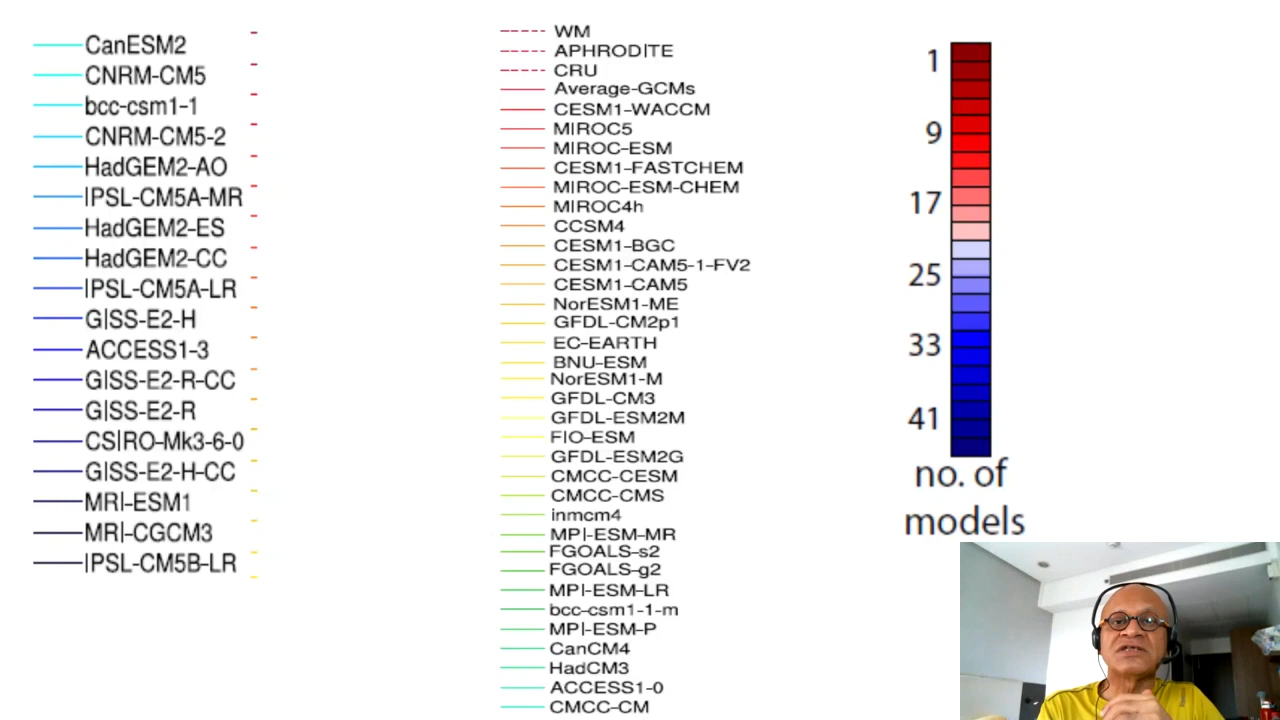 CanESM2
CNRM-CM5
bcc-csm1-1
CNRM-CM5-2
HadGEM2-AO
IPSL-CM5A-MR
HadGEM2-ES
HadGEM2-CC
IPSL-CM5A-LR
GISS-E2-H
ACCESS1-3
GISS-E2-R-CC
GISS-E2-R
CSIRO-Mk3-6-0
GISS-E2-H-CC
MRI-ESM1
MRI-CGCM3
IPSL-CM5B-LR
WM
APHRODITE
CRU
Average-GCMs
CESM1-WACCM
MIROC5
MIROC-ESM
CESM1-FASTCHEM
MIROC-ESM-CHEM
MIROC4h
CCSM4
CESM1-BGC
CESM1-CAM5-1-FV2
CESM1-CAM5
NorESM1-ME
GFDL-CM2p1
EC-EARTH
BNU-ESM
NorESM1-M
GFDL-CM3
GFDL-ESM2M
FIO-ESM
GFDL-ESM2G
CMCC-CESM
CMCC-CMS
inmcm4
MPI-ESM-MR
FGOALS-s2
FGOALS-g2
MPI-ESM-LR
bcc-csm1-1-m
MPI-ESM-P
CanCM4
HadCM3
ACCESS1-0
CMCC-CM
1
9
17
25
33
41
no. of
models